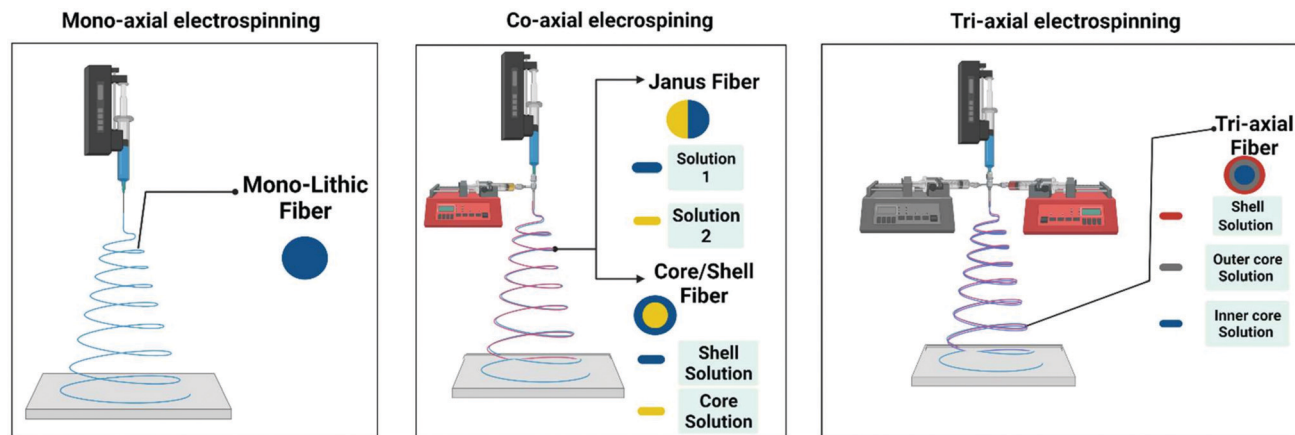 Mono-axial electrospinning
Mono-Lithic
Fiber
Co-axial elecrospining
Janus Fiber
Solution
1
Solution
2
Core/Shell
Fiber
Shell
Solution
Core
Solution
Tri-axial electrospinning
Tri-axial
Fiber
Shell
Solution
Outer core
Solution
Inner core
Solution